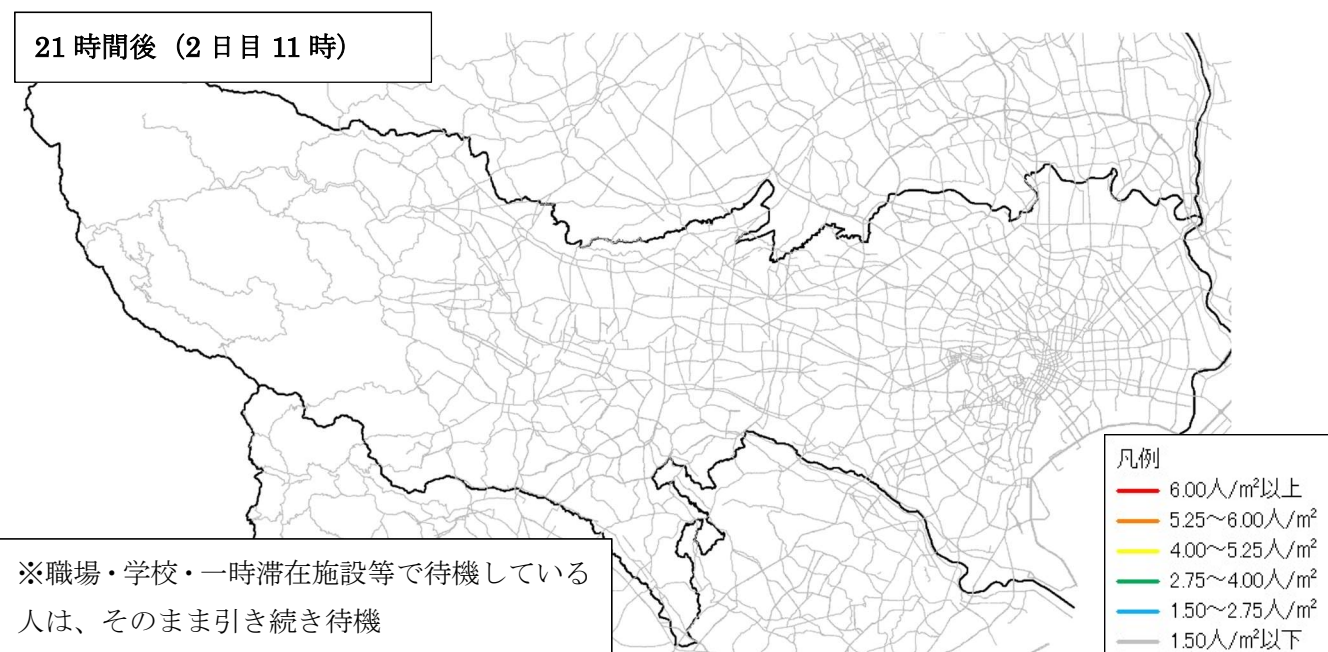 21 時間後（2 日目 11 時）
※職場・学校・一時滞在施設等で待機している
人は、そのまま引き続き待機
凡例
6.00人/m²以上
5.25～6.00人/m²
4.00～5.25人/m²
2.75～4.00人/m²
1.50～2.75人/m²
1.50人/m²以下